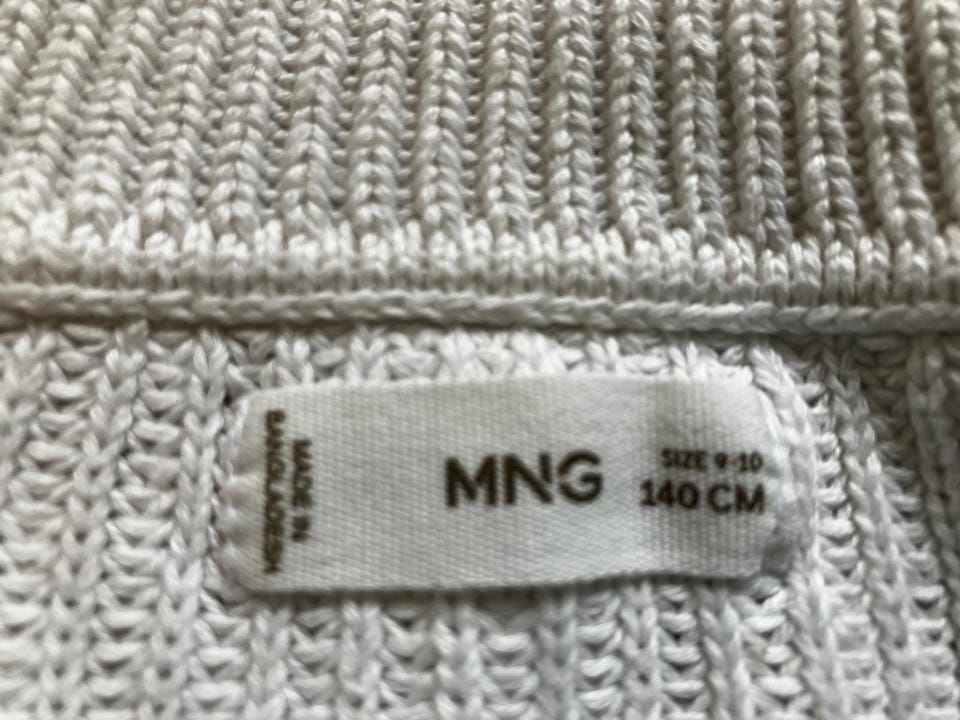 MADE IN
BANGLADESH
MNG
SIZE 9-10
140 CM